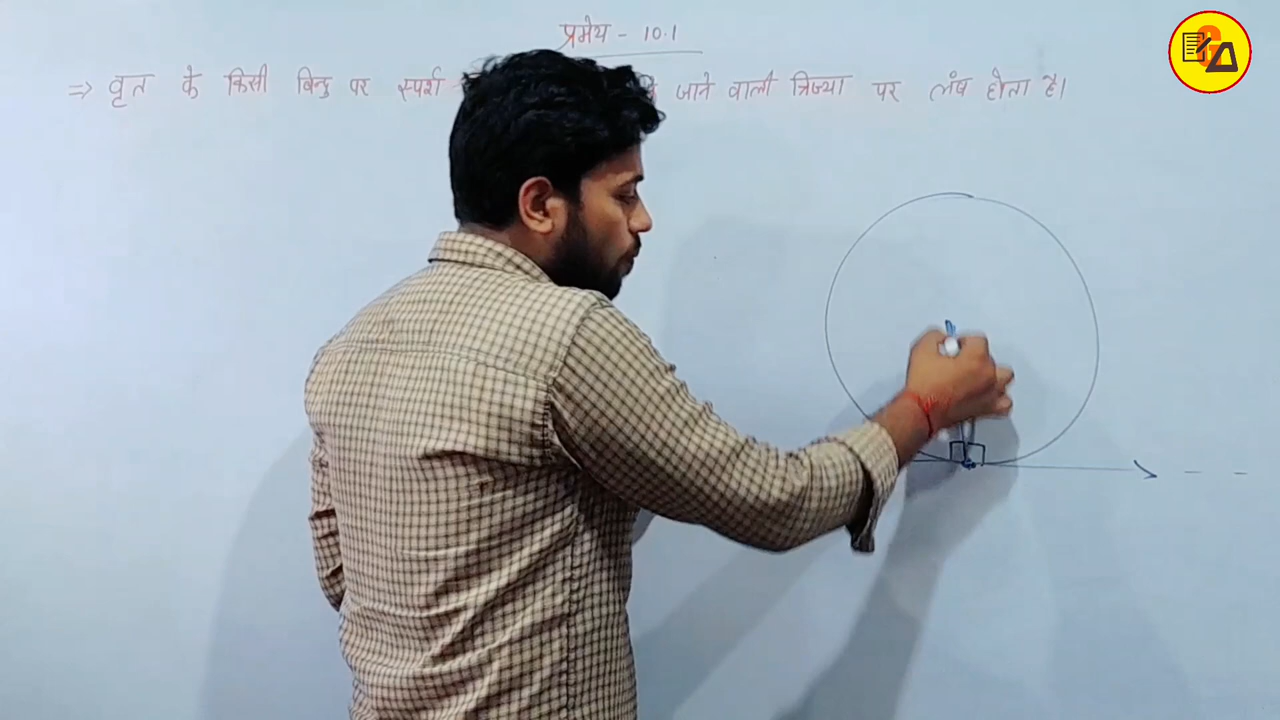 प्रमेय - 10.1
⇒ वृत के किसी बिन्दु पर स्पर्श जाने वाली त्रिज्या पर लंब होता है।